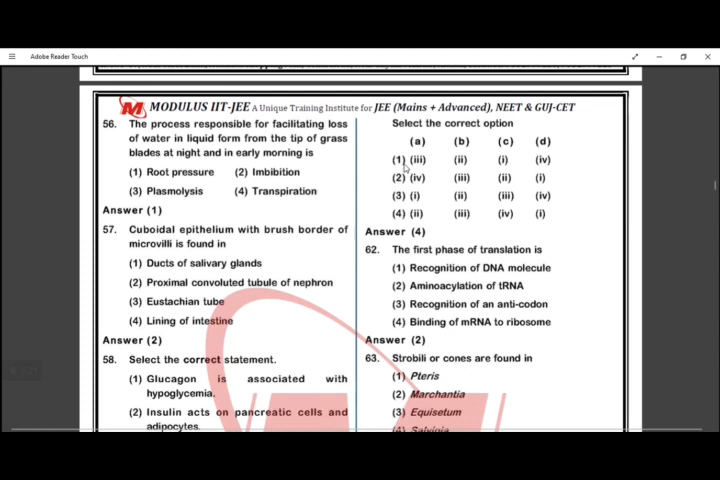 Adobe Reader Touch
MODULUS IIT-JEE A Unique Training Institute for JEE (Mains + Advanced), NEET & GUJ-CET
56. The process responsible for facilitating loss
of water in liquid form from the tip of grass
blades at night and in early morning is
(1) Root pressure (2) Imbibition
(3) Plasmolysis (4) Transpiration
Answer (1)
57. Cuboidal epithelium with brush border of
microvilli is found in
(1) Ducts of salivary glands
(2) Proximal convoluted tubule of nephron
(3) Eustachian tube
(4) Lining of intestine
Answer (2)
58. Select the correct statement.
(1) Glucagon is associated with
hypoglycemia.
(2) Insulin acts on pancreatic cells and
adipocytes.
Select the correct option
(a) (b) (c) (d)
(1) (iii) (ii) (i) (iv)
(2) (iv) (iii) (ii) (i)
(3) (i) (ii) (iii) (iv)
(4) (ii) (iii) (iv) (i)
Answer (4)
62. The first phase of translation is
(1) Recognition of DNA molecule
(2) Aminoacylation of tRNA
(3) Recognition of an anti-codon
(4) Binding of mRNA to ribosome
Answer (2)
63. Strobili or cones are found in
(1) Pteris
(2) Marchantia
(3) Equisetum
(4) Salvinia